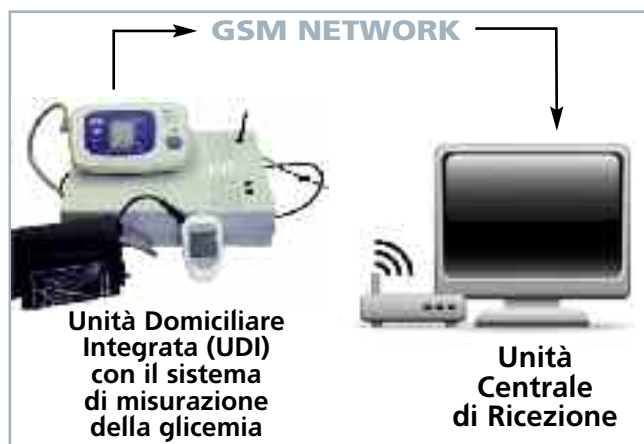 GSM NETWORK
Unità Domiciliare
Integrata (UDI)
con il sistema
di misurazione
della glicemia
Unità
Centrale
di Ricezione